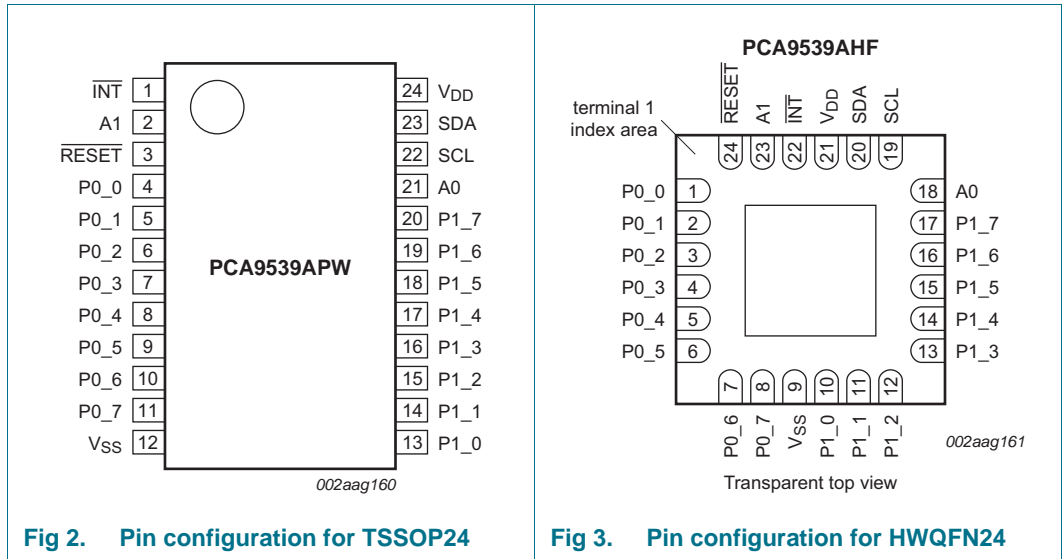 INT 1
A1 2
RESET 3
P0_0 4
P0_1 5
P0_2 6
P0_3 7
P0_4 8
P0_5 9
P0_6 10
P0_7 11
VSS 12
PCA9539APW
24 VDD
23 SDA
22 SCL
21 A0
20 P1_7
19 P1_6
18 P1_5
17 P1_4
16 P1_3
15 P1_2
14 P1_1
13 P1_0
002aag160
Fig 2. Pin configuration for TSSOP24
PCA9539AHF
terminal 1
index area
RESET A1 INT VDD SDA SCL
24 23 22 21 20 19
P0_0 1
P0_1 2
P0_2 3
P0_3 4
P0_4 5
P0_5 6
18 A0
17 P1_7
16 P1_6
15 P1_5
14 P1_4
13 P1_3
7 8 9 10 11 12
P0_6 P0_7 VSS P1_0 P1_1 P1_2
002aag161
Transparent top view
Fig 3. Pin configuration for HWQFN24